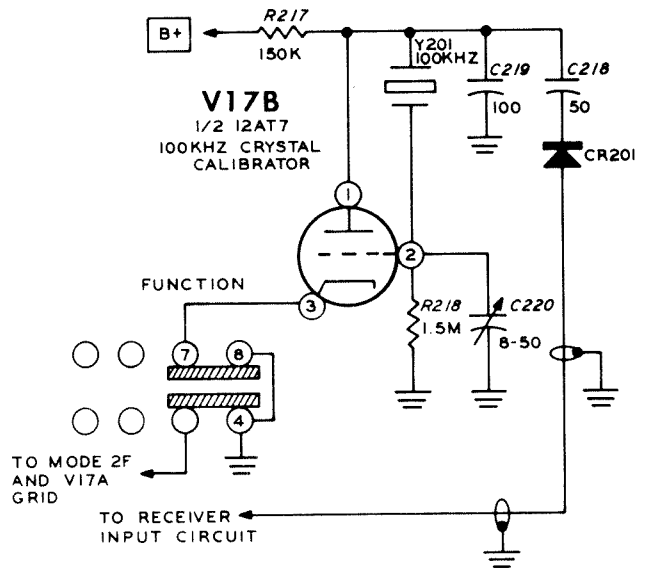 R217
B+
150K
Y201
100KHZ
C219
100
C218
50
V17B
1/2 12AT7
100KHZ CRYSTAL
CALIBRATOR
CR201
1
2
3
FUNCTION
R218
1.5M
C220
8-50
7
8
4
TO MODE 2F
AND V17A
GRID
TO RECEIVER
INPUT CIRCUIT